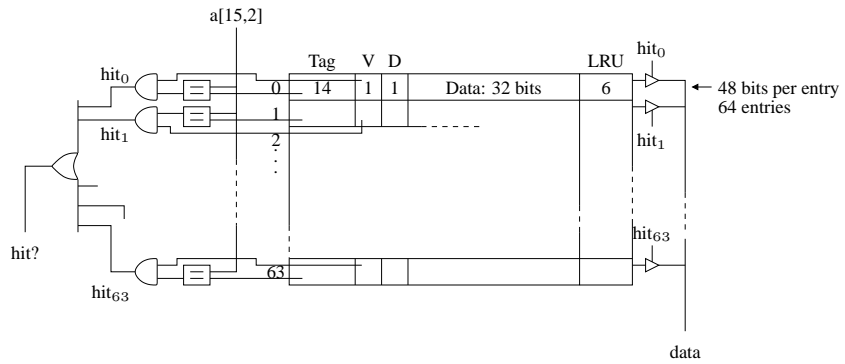 a[15,2]
Tag V D LRU
hit₀ hit₀
0 14 1 1 Data: 32 bits 6 48 bits per entry
= 64 entries
1
=
hit₁ hit₁
2
hit?
hit₆₃
63
=
hit₆₃
data